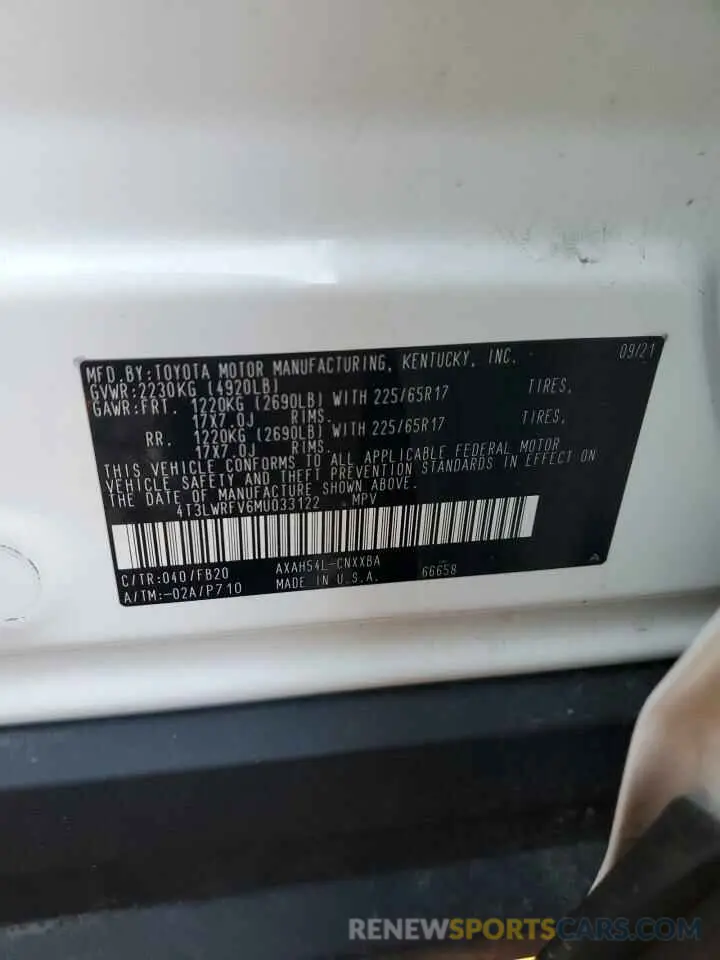 MFD.BY:TOYOTA MOTOR MANUFACTURING, KENTUCKY, INC. 09/21
GVWR:2230KG (4920LB)
GAWR:FRT. 1220KG (2690LB) WITH 225/65R17 TIRES,
17X7.0J RIMS.
RR. 1220KG (2690LB) WITH 225/65R17 TIRES,
17X7.0J RIMS.
THIS VEHICLE CONFORMS TO ALL APPLICABLE FEDERAL MOTOR
VEHICLE SAFETY AND THEFT PREVENTION STANDARDS IN EFFECT ON
THE DATE OF MANUFACTURE SHOWN ABOVE.
4T3LWRFV6MU033122 MPV
C/TR:040/FB20 AXAH54L-CNXXBA 66658
A/TM:-02A/P710 MADE IN U.S.A. A
RENEWSPORTSCARS.COM